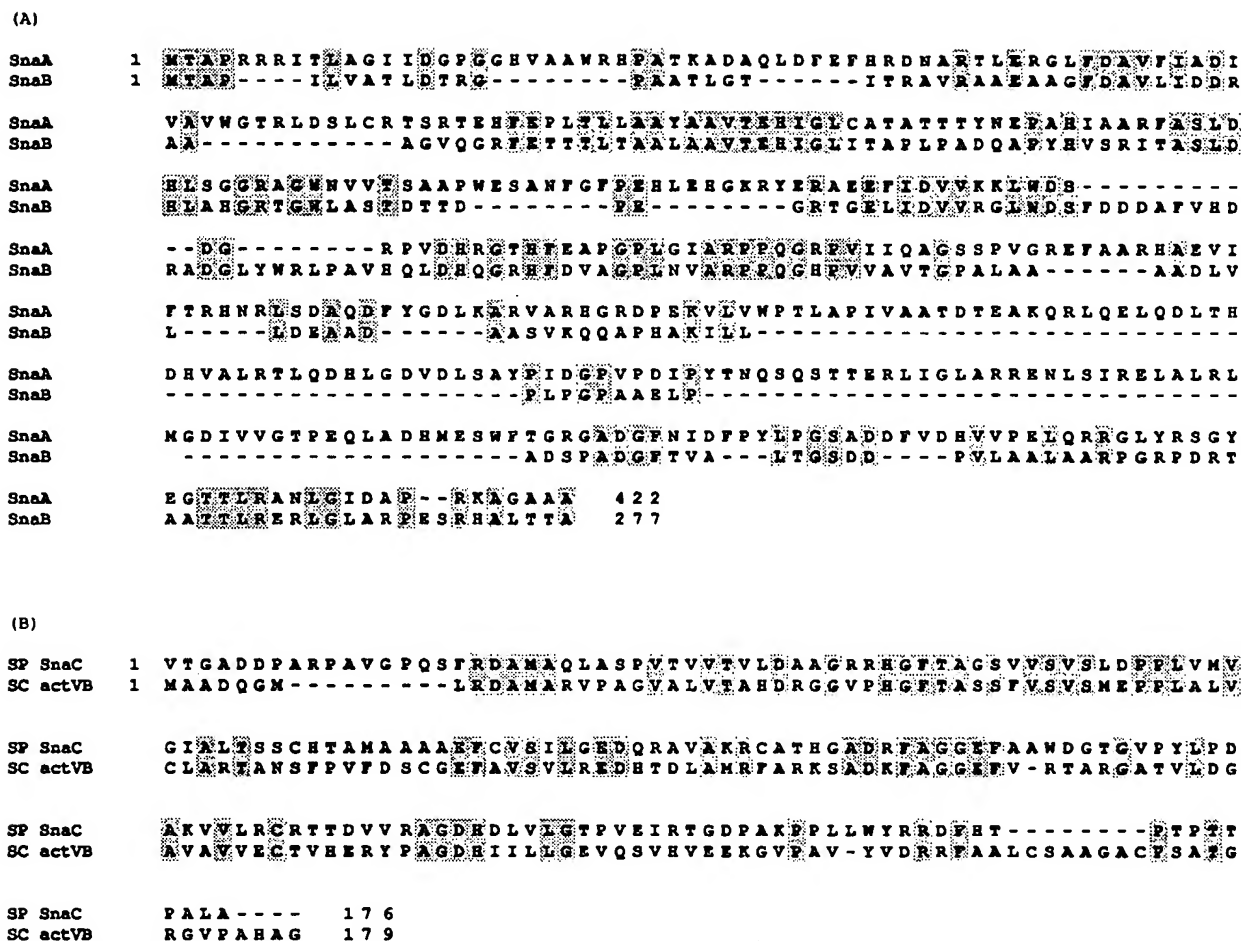 (A)
SnaA 1 MTAPRRRITLAGIIDGPGGHVAAWRHPATKADAQLDFEFHRDNARTLERGLFDAVFIADI
SnaB 1 MTAP----ILVATLDTRG--------PAATLGT------ITRAVRAAEAAGFDAVLIDDR
SnaA VAVWGTRLDSLCRTSRTEHFEPLTLLAAYAAVTEHIGLCATATTTYNEPAHIAARFASLD
SnaB AA-----------AGVQGRFETTTLTAALAAVTEHIGLITAPLPADQAPYHVSRITASLD
SnaA HLSGGRAGWNVVTSAAPWESANFGFPEHLEHGKRYERAEEFIDVVKKLWDS---------
SnaB HLAHGRTGWLASTDTTD--------PE--------GRTGELIDVVRGLWDSFDDDAFVHD
SnaA --DG--------RPVDHRGTHFEAPGPLGIARPPQGRPVIIQAGSSPVGREFAARHAEVI
SnaB RADGLYWRLPAVHQLDHQGRHFDVAGPLNVARPPQGHPVVAVTGPALAA------AADLV
SnaA FTRHNRLSDAQDFYGDLKARVARHGRDPEKVLVWPTLAPIVAATDTEAKQRLQELQDLTH
SnaB L-----LDEAAD------AASVKQQAPHAKILL---------------------------
SnaA DHVALRTLQDHLGDVDLSAYPIDGPVPDIPYTNQSQSTTERLIGLARRENLSIRELALRL
SnaB --------------------PLPGPAAELP------------------------------
SnaA MGDIVVGTPEQLADHMESWFTGRGADGFNIDFPYLPGSADDFVDHVVPELQRRGLYRSGY
SnaB -------------------ADSPADGFTVA---LTGSDD----PVLAALAARPGRPDRT
SnaA EGTTLRANLGIDAP--RKAGAAA 422
SnaB AATTLRERLGLARPESRHALTTA 277
(B)
SP SnaC 1 VTGADDPARPAVGPQSFRDAMAQLASPVTVVTVLDAAGRRHGFTAGSVVSVSLDPPLVMV
SC actVB 1 MAADQGM---------LRDAMARVPAGVALVTAHDRGGVPHGFTASSFVSVSMEPPLALV
SP SnaC GIALTSSCHTAMAAAAEFCVSILGEDQRAVAKRCATHGADRFAGGEFAAWDGTGVPYLPD
SC actVB CLARTANSFPVFDSCGEFAVSVLREDHTDLAMRFARKSADKFAGGEFV-RTARGATVLDG
SP SnaC AKVVLRCRTTDVVRAGDHDLVLGTPVEIRTGDPAKPPLLWYRRDFHT--------PTPTT
SC actVB AVAVVECTVHERYPAGDHIILLGEVQSVHVEEKGVPAV-YVDRRFAALCSAAGACPSATG
SP SnaC PALA---- 176
SC actVB RGVPAHAG 179